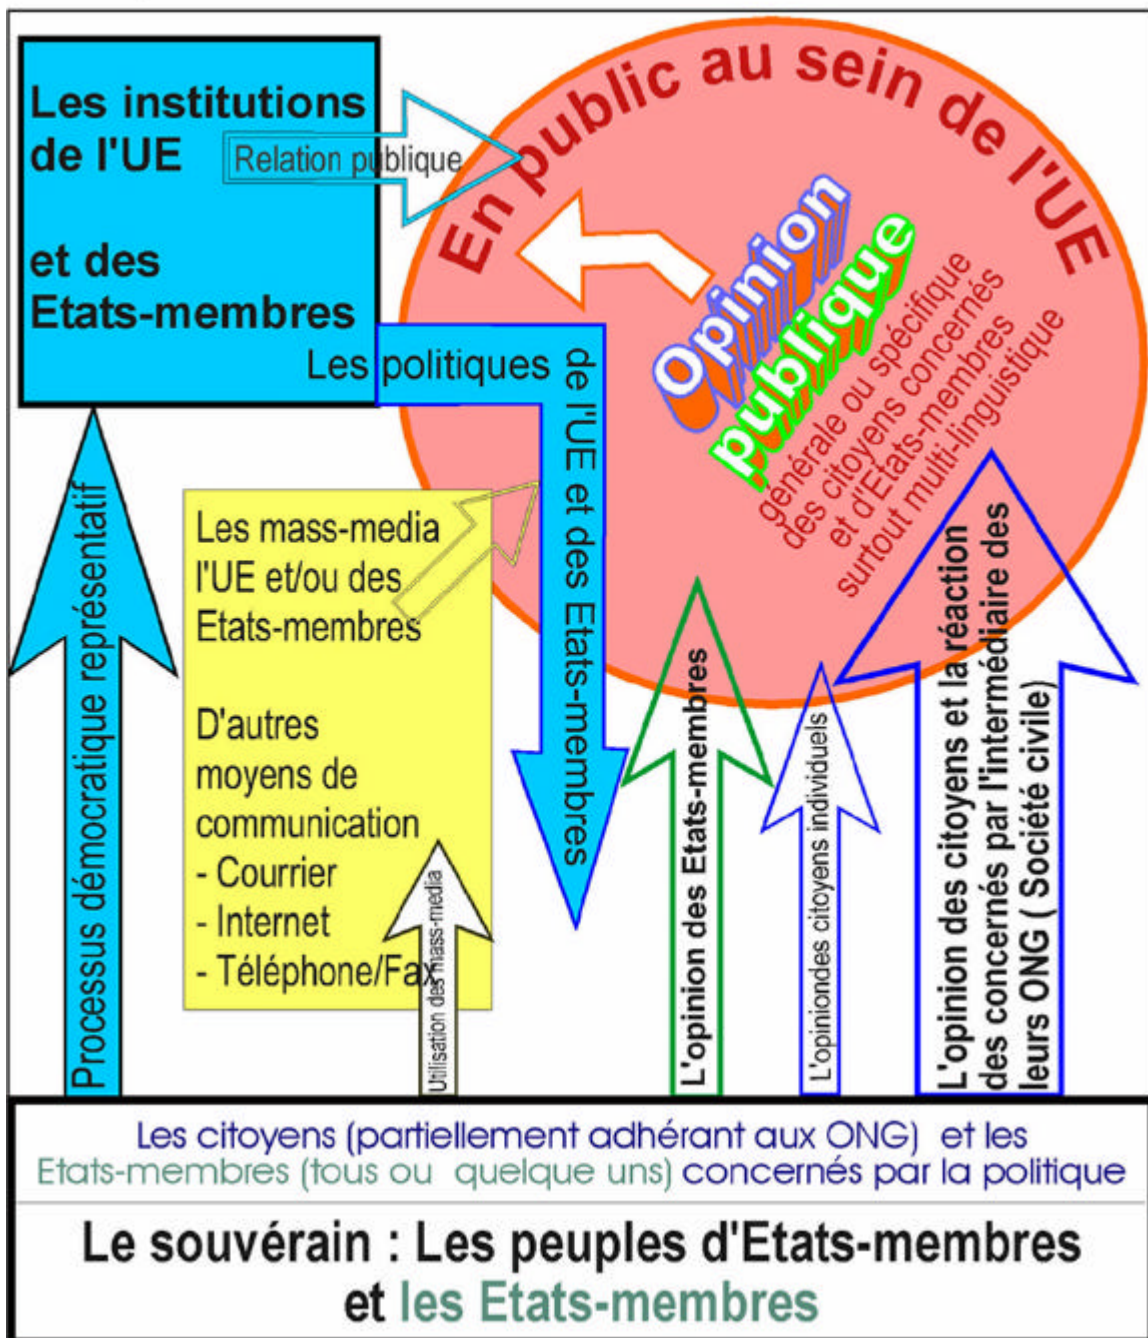 Les institutions
de l'UE
et des
Etats-membres
Relation publique
En public au sein de l'UE
Opinion
publique
générale ou spécifique
des citoyens concernés
et d'Etats-membres
surtout multi-linguistique
Les politiques
de l'UE et des Etats-membres
Processus démocratique représentatif
Les mass-media
l'UE et/ou des
Etats-membres
D'autres
moyens de
communication
- Courrier
- Internet
- Téléphone/Fax
Utilisation des mass-media
L'opinion des Etats-membres
L'opiniondes citoyens individuels
L'opinion des citoyens et la réaction
des concernés par l'intermédiaire des
leurs ONG ( Société civile)
Les citoyens (partiellement adhérant aux ONG) et les
Etats-membres (tous ou quelque uns) concernés par la politique
Le souvérain : Les peuples d'Etats-membres
et les Etats-membres